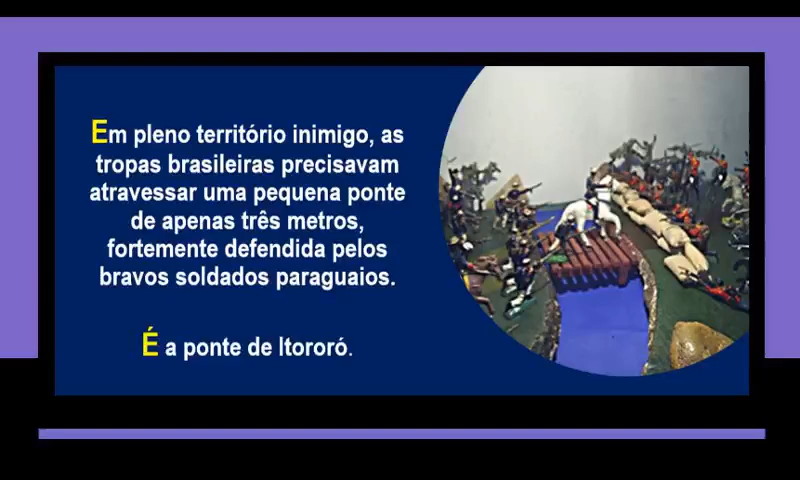 Em pleno território inimigo, as
tropas brasileiras precisavam
atravessar uma pequena ponte
de apenas três metros,
fortemente defendida pelos
bravos soldados paraguaios.
É a ponte de Itororó.